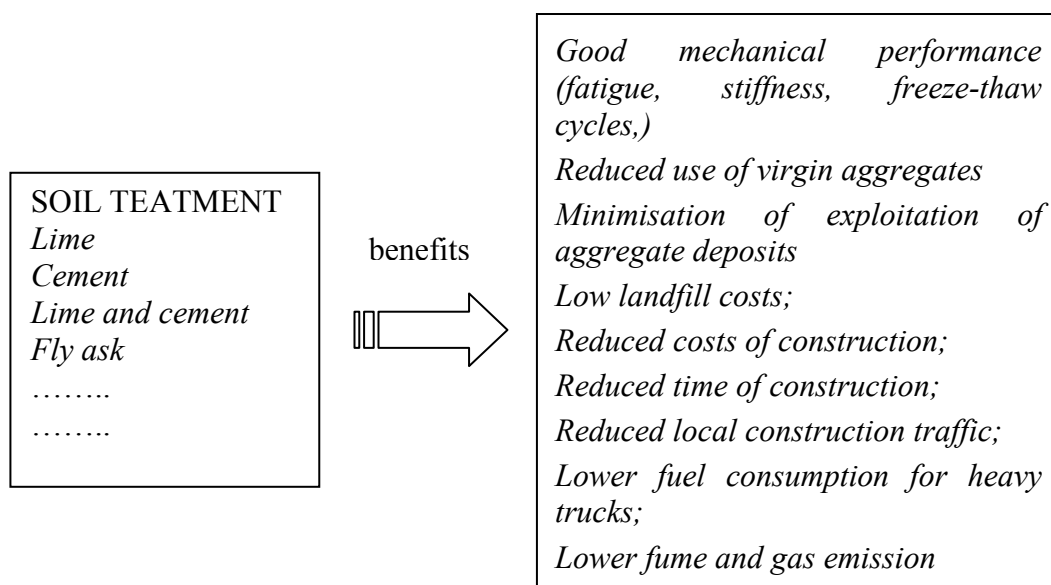 SOIL TEATMENT
Lime
Cement
Lime and cement
Fly ask
……..
……..
benefits
Good mechanical performance
(fatigue, stiffness, freeze-thaw
cycles,)
Reduced use of virgin aggregates
Minimisation of exploitation of
aggregate deposits
Low landfill costs;
Reduced costs of construction;
Reduced time of construction;
Reduced local construction traffic;
Lower fuel consumption for heavy
trucks;
Lower fume and gas emission